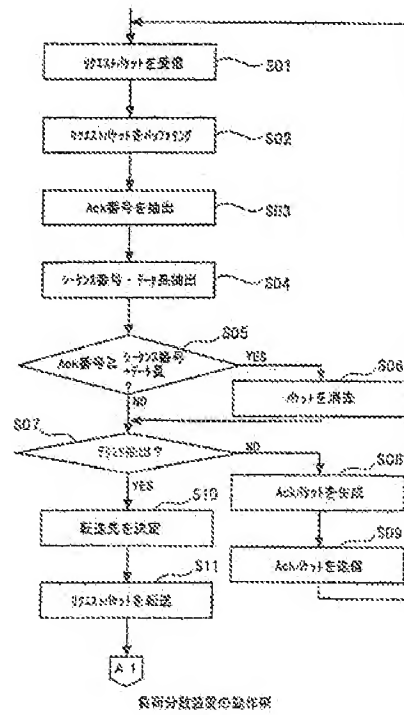 リクエストパケットを受信
S01
リクエストパケットをバッファリング
S02
Ack番号を抽出
S03
シーケンス番号・データ長抽出
S04
S05
Ack番号≧シーケンス番号
+データ長
?
YES
NO
S06
パケットを消去
S07
?
NO
YES
S08
Ackパケットを生成
S10
転送先を決定
S09
Ackパケットを送信
S11
リクエストパケットを転送
A1
負荷分散装置の動作例